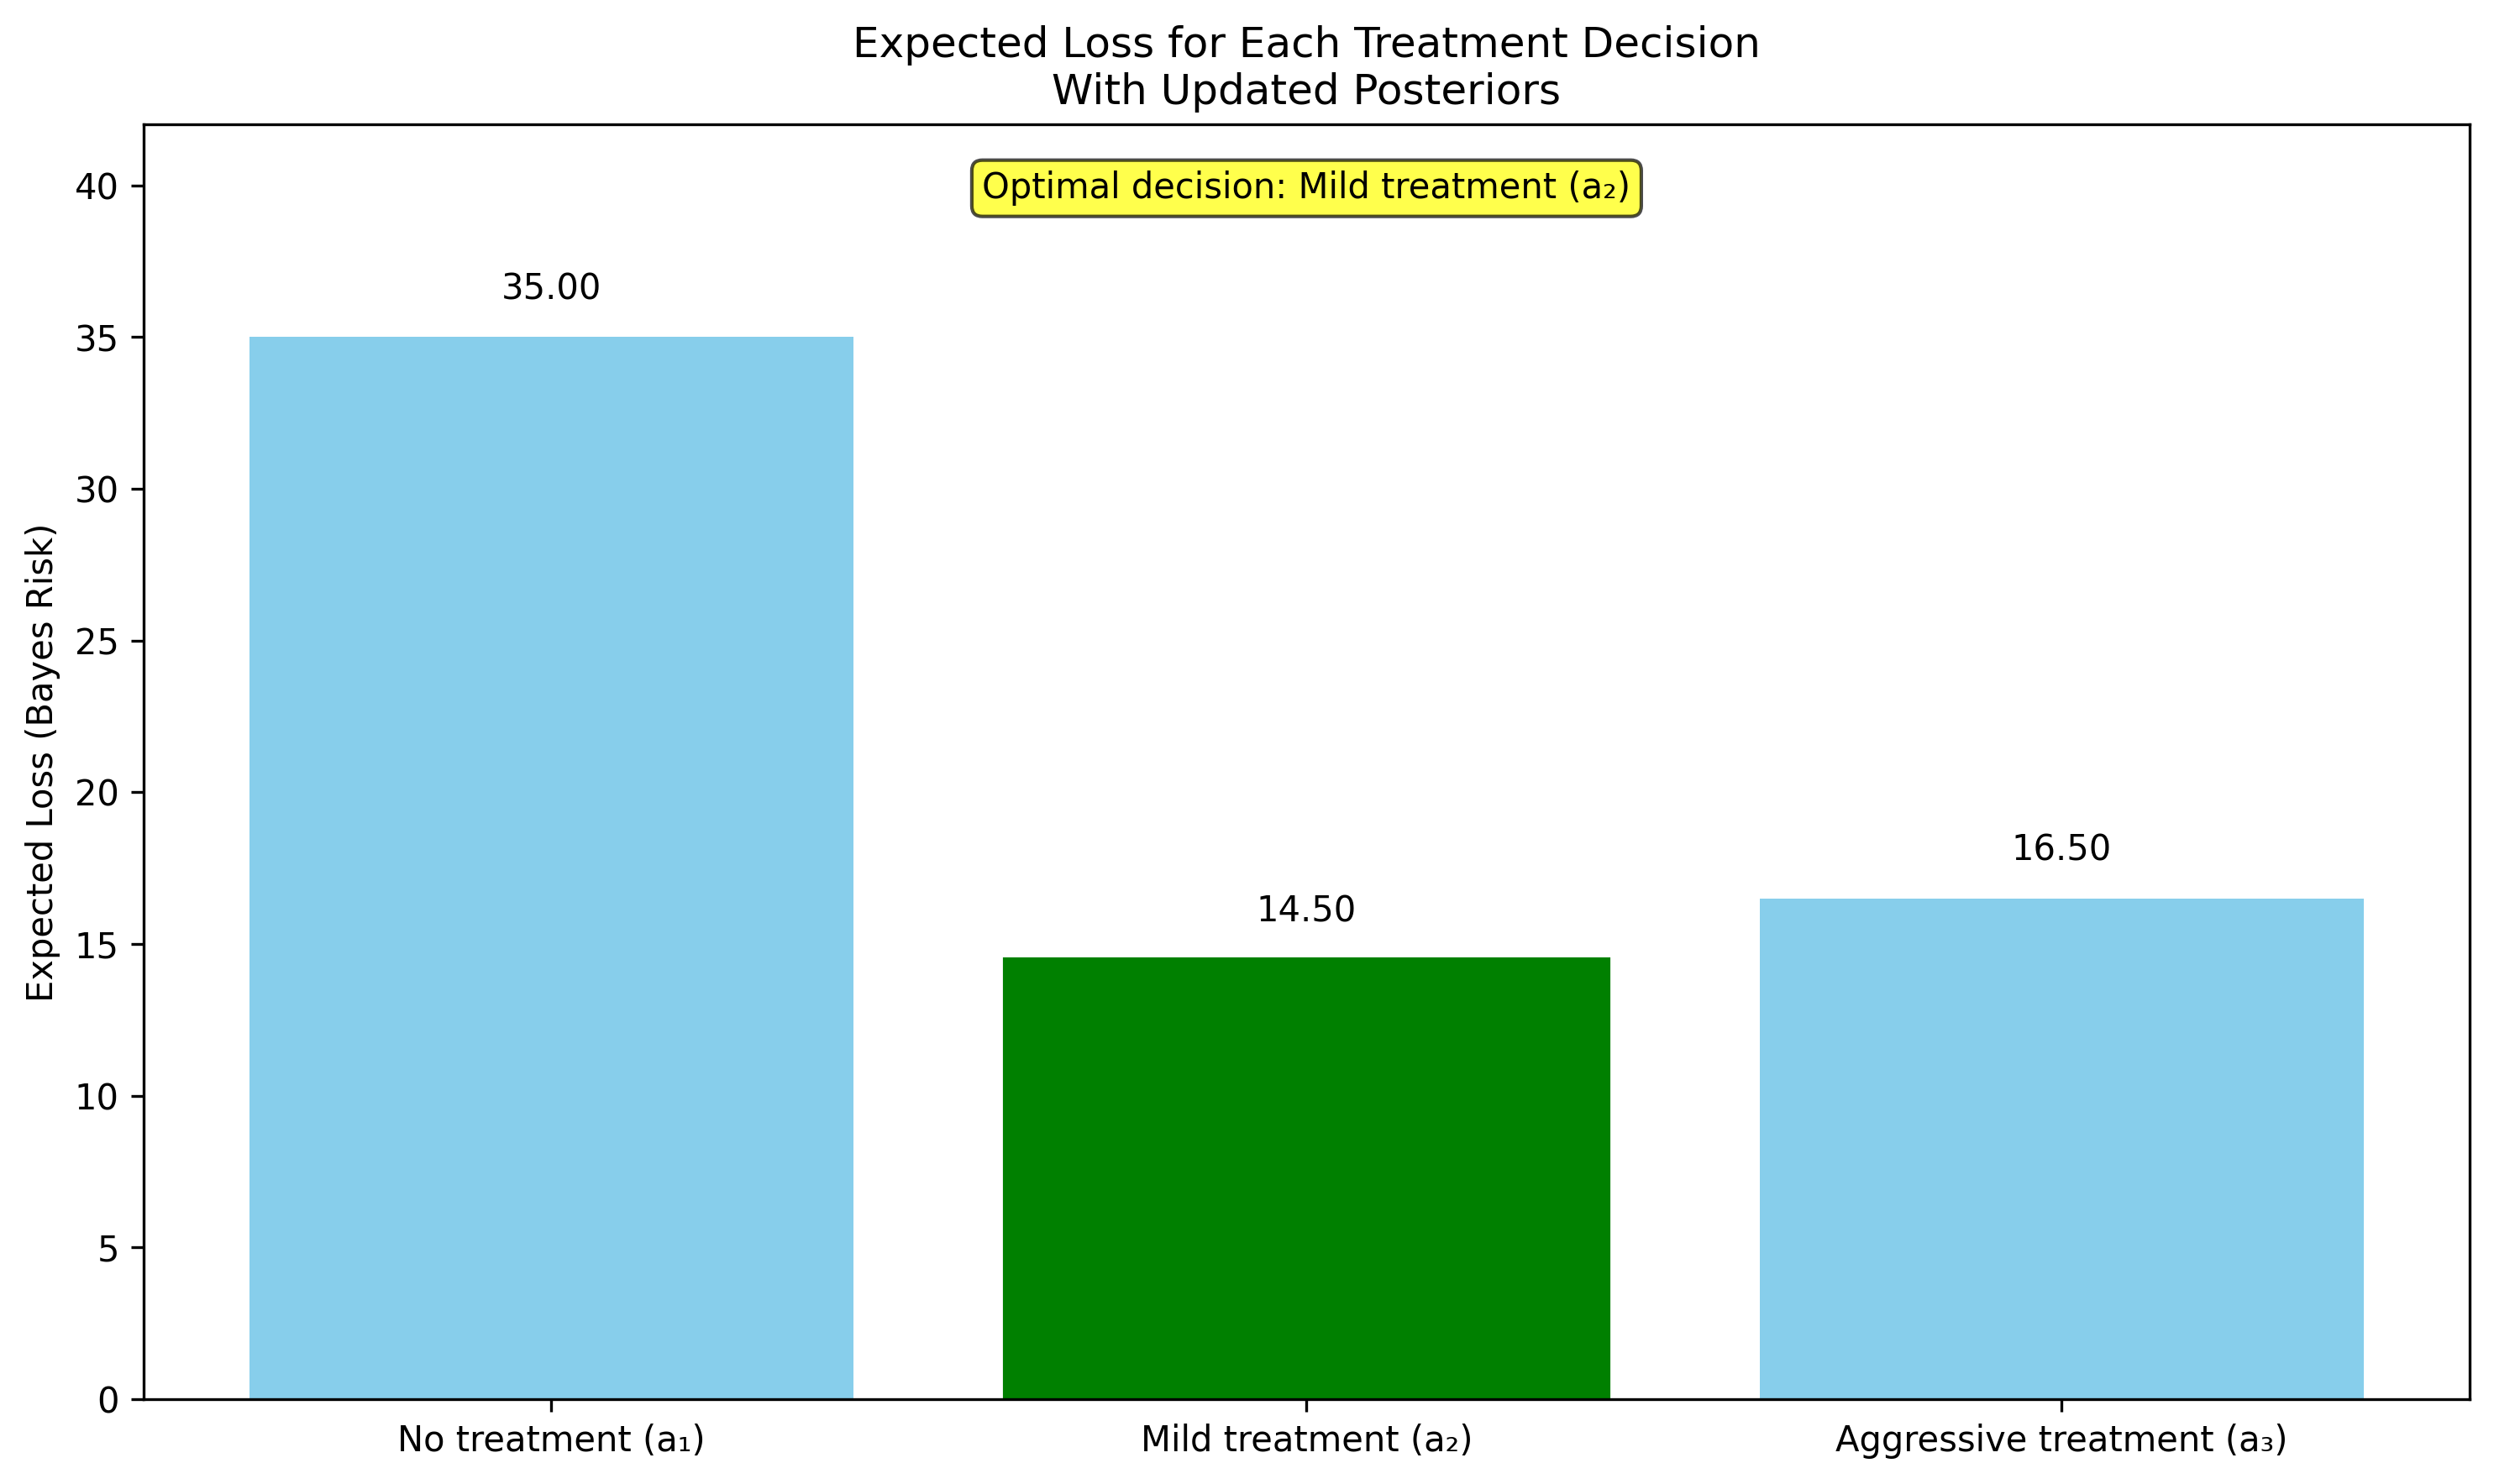 Expected Loss for Each Treatment Decision
With Updated Posteriors
Optimal decision: Mild treatment (a₂)
Expected Loss (Bayes Risk)
40
35
30
25
20
15
10
5
0
35.00
14.50
16.50
No treatment (a₁)
Mild treatment (a₂)
Aggressive treatment (a₃)